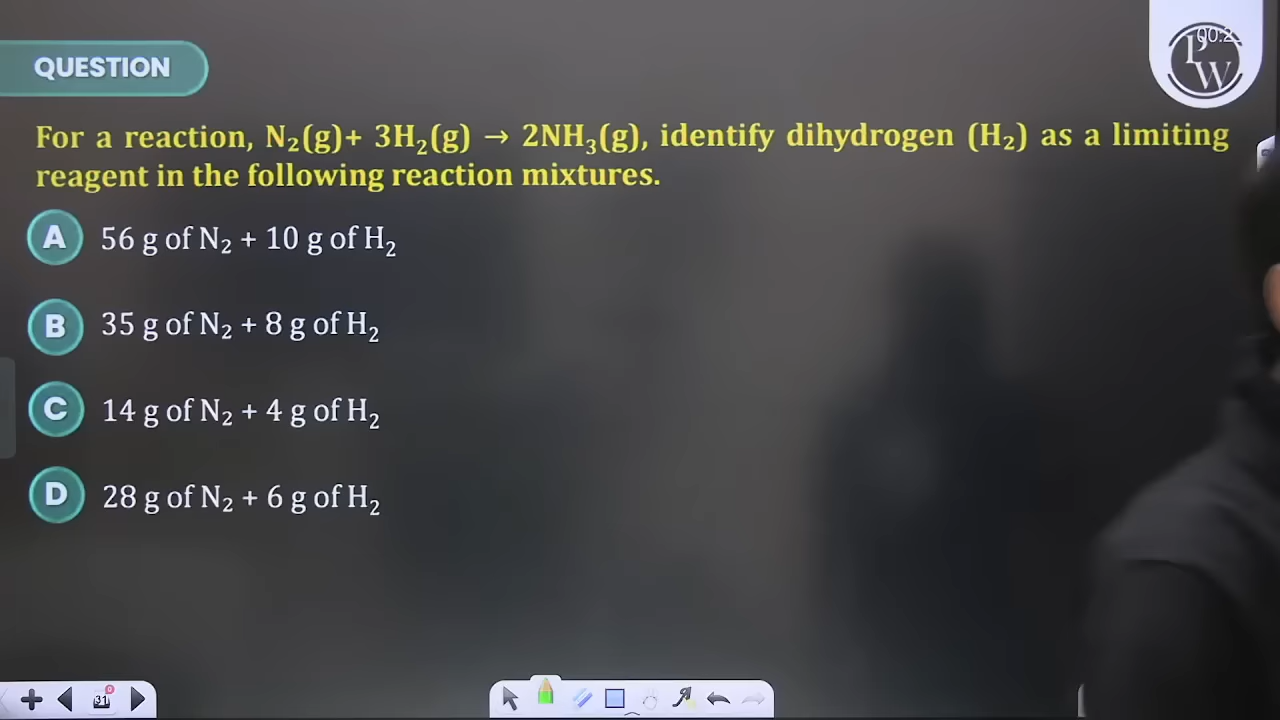 QUESTION
For a reaction, N₂(g)+ 3H₂(g) → 2NH₃(g), identify dihydrogen (H₂) as a limiting
reagent in the following reaction mixtures.
A 56 g of N₂ + 10 g of H₂
B 35 g of N₂ + 8 g of H₂
C 14 g of N₂ + 4 g of H₂
D 28 g of N₂ + 6 g of H₂
PW
31